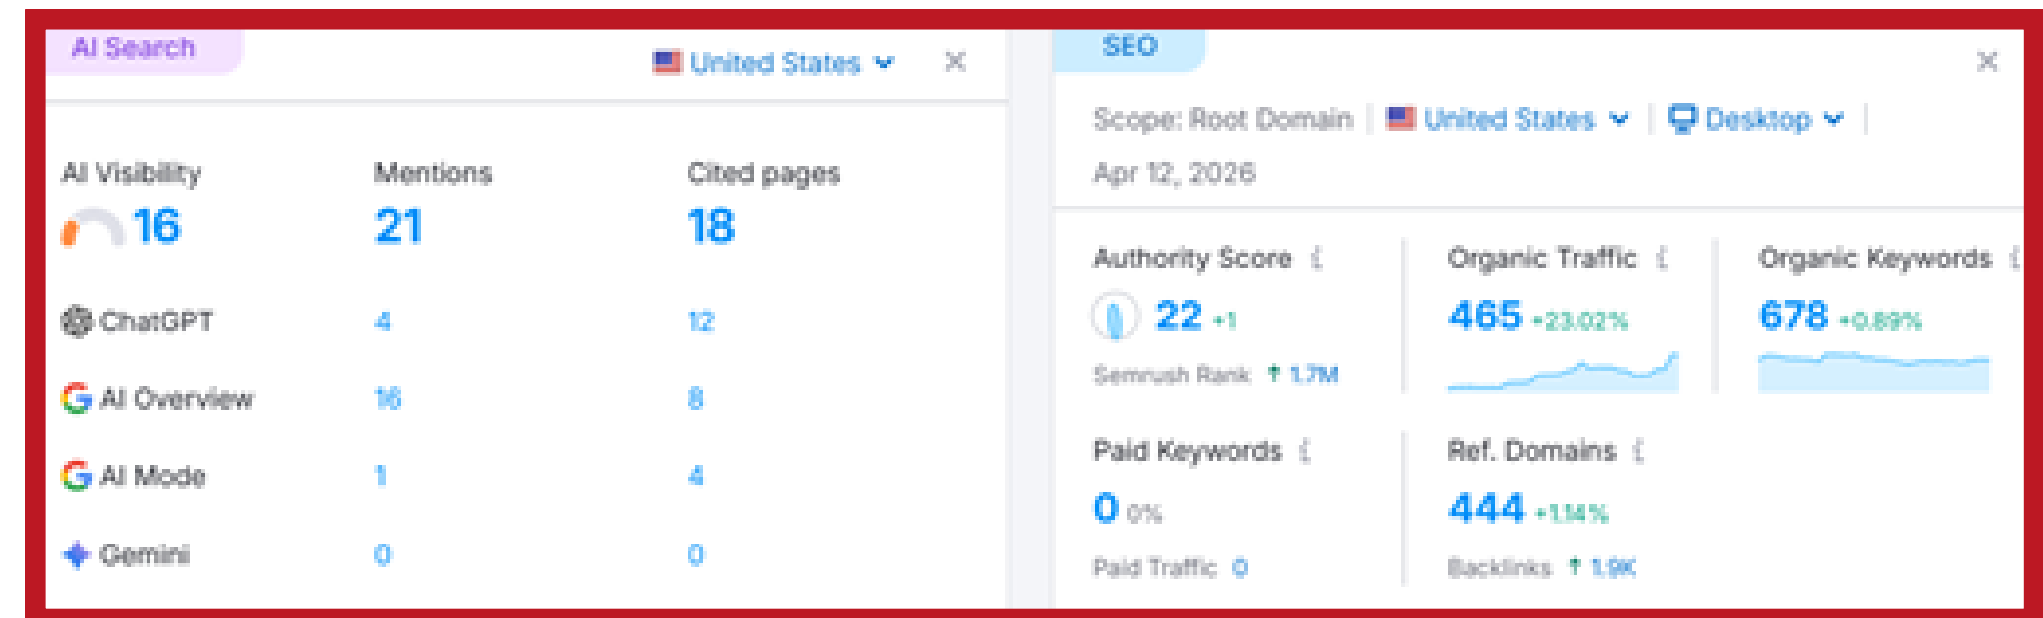 AI Search
United States
AI Visibility Mentions Cited pages
16 21 18
ChatGPT 4 12
AI Overview 16 8
AI Mode 1 4
Gemini 0 0
SEO
Scope: Root Domain United States Desktop
Apr 12, 2026
Authority Score Organic Traffic Organic Keywords
22 +1 465 +23.02% 678 +0.89%
Semrush Rank ↑ 1.7M
Paid Keywords Ref. Domains
0 0% 444 +1.14%
Paid Traffic 0 Backlinks ↑ 1.9K